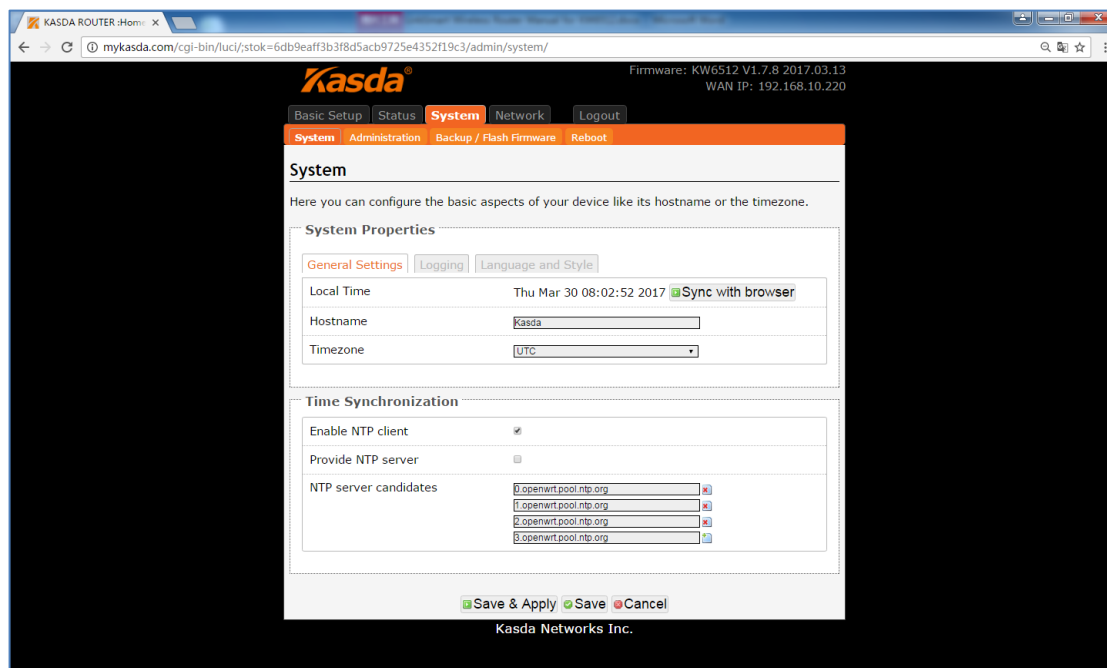 KASDA ROUTER :Home
mykasda.com/cgi-bin/luci/;stok=6db9eaff3b3f8d5acb9725e4352f19c3/admin/system/
Kasda®
Firmware: KW6512 V1.7.8 2017.03.13
WAN IP: 192.168.10.220
Basic Setup Status System Network Logout
System Administration Backup / Flash Firmware Reboot
System
Here you can configure the basic aspects of your device like its hostname or the timezone.
System Properties
General Settings Logging Language and Style
Local Time Thu Mar 30 08:02:52 2017 Sync with browser
Hostname Kasda
Timezone UTC
Time Synchronization
Enable NTP client
Provide NTP server
NTP server candidates 0.openwrt.pool.ntp.org
1.openwrt.pool.ntp.org
2.openwrt.pool.ntp.org
3.openwrt.pool.ntp.org
Save & Apply Save Cancel
Kasda Networks Inc.